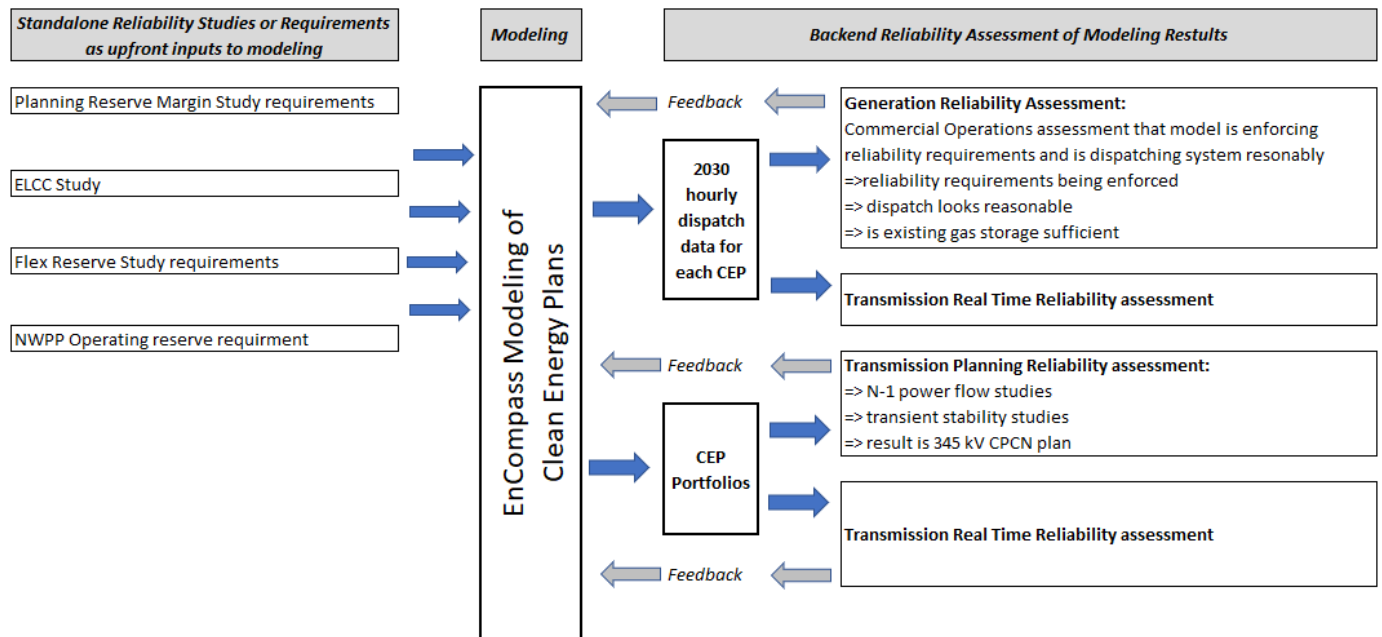 Standalone Reliability Studies or Requirements
as upfront inputs to modeling
Modeling
Backend Reliability Assessment of Modeling Restults
Planning Reserve Margin Study requirements
ELCC Study
Flex Reserve Study requirements
NWPP Operating reserve requirment
EnCompass Modeling of
Clean Energy Plans
Feedback
2030
hourly
dispatch
data for
each CEP
Generation Reliability Assessment:
Commercial Operations assessment that model is enforcing
reliability requirements and is dispatching system resonably
=>reliability requirements being enforced
=> dispatch looks reasonable
=> is existing gas storage sufficient
Transmission Real Time Reliability assessment
Feedback
CEP
Portfolios
Transmission Planning Reliability assessment:
=> N-1 power flow studies
=> transient stability studies
=> result is 345 kV CPCN plan
Transmission Real Time Reliability assessment
Feedback